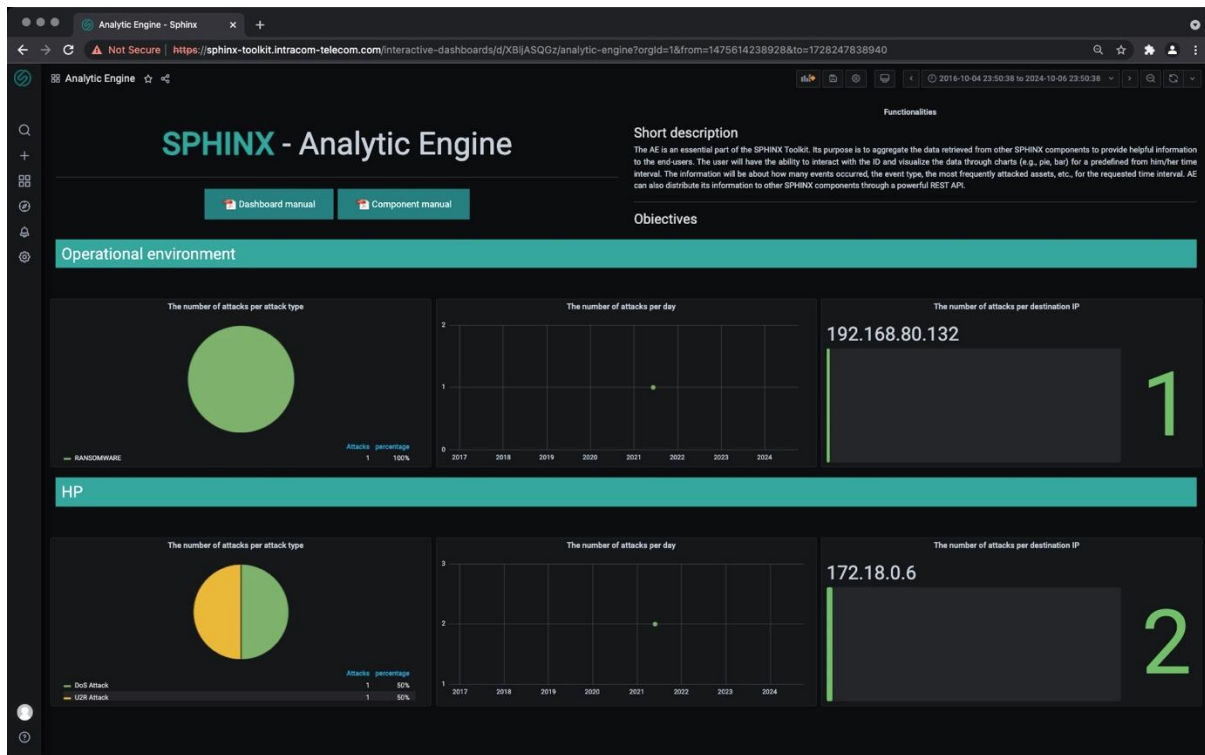 Analytic Engine - Sphinx
Not Secure | https://sphinx-toolkit.intracom-telecom.com/interactive-dashboards/d/XBljASQGz/analytic-engine?orgId=1&from=1475614238928&to=1728247838940
Analytic Engine
2016-10-04 23:50:38 to 2024-10-06 23:50:38
SPHINX - Analytic Engine
Dashboard manual
Component manual
Functionalities
Short description
The AE is an essential part of the SPHINX Toolkit. Its purpose is to aggregate the data retrieved from other SPHINX components to provide helpful information
to the end-users. The user will have the ability to interact with the ID and visualize the data through charts (e.g., pie, bar) for a predefined from him/her time
interval. The information will be about how many events occurred, the event type, the most frequently attacked assets, etc., for the requested time interval. AE
can also distribute its information to other SPHINX components through a powerful REST API.
Objectives
Operational environment
The number of attacks per attack type
Attacks percentage
RANSOMWARE 1 100%
The number of attacks per day
2
1
0
2017 2018 2019 2020 2021 2022 2023 2024
The number of attacks per destination IP
192.168.80.132
1
HP
The number of attacks per attack type
Attacks percentage
DoS Attack 1 50%
U2R Attack 1 50%
The number of attacks per day
3
2
1
2017 2018 2019 2020 2021 2022 2023 2024
The number of attacks per destination IP
172.18.0.6
2